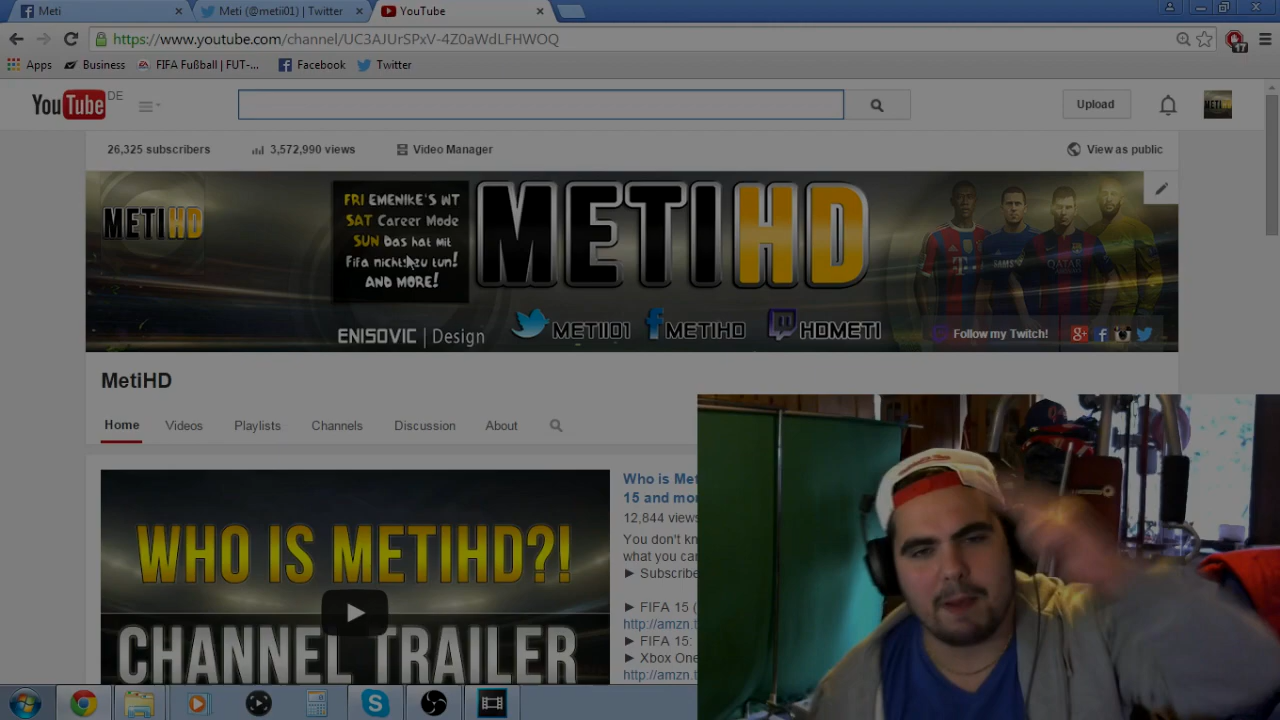 Meti
Meti (@metii01) | Twitter
YouTube
https://www.youtube.com/channel/UC3AJUrSPxV-4Z0aWdLFHWOQ
17
Apps
Business
FIFA Fußball | FUT-...
Facebook
Twitter
YouTube DE
Upload
METIHD
26,325 subscribers
3,572,990 views
Video Manager
View as public
METIHD
FRI EMENIKE'S WT
SAT Career Mode
SUN Das hat mit
Fifa nichts zu tun!
AND MORE!
METIHD
ENISOVIC | Design
METII01
METIHD
HDMETI
Follow my Twitch!
MetiHD
Home
Videos
Playlists
Channels
Discussion
About
WHO IS METIHD?!
CHANNEL TRAILER
Who is Met
15 and mo
12,844 views
You don't kn
what you car
► Subscribe
► FIFA 15 (
http://amzn.t
► FIFA 15:
► Xbox One
http://amzn.t